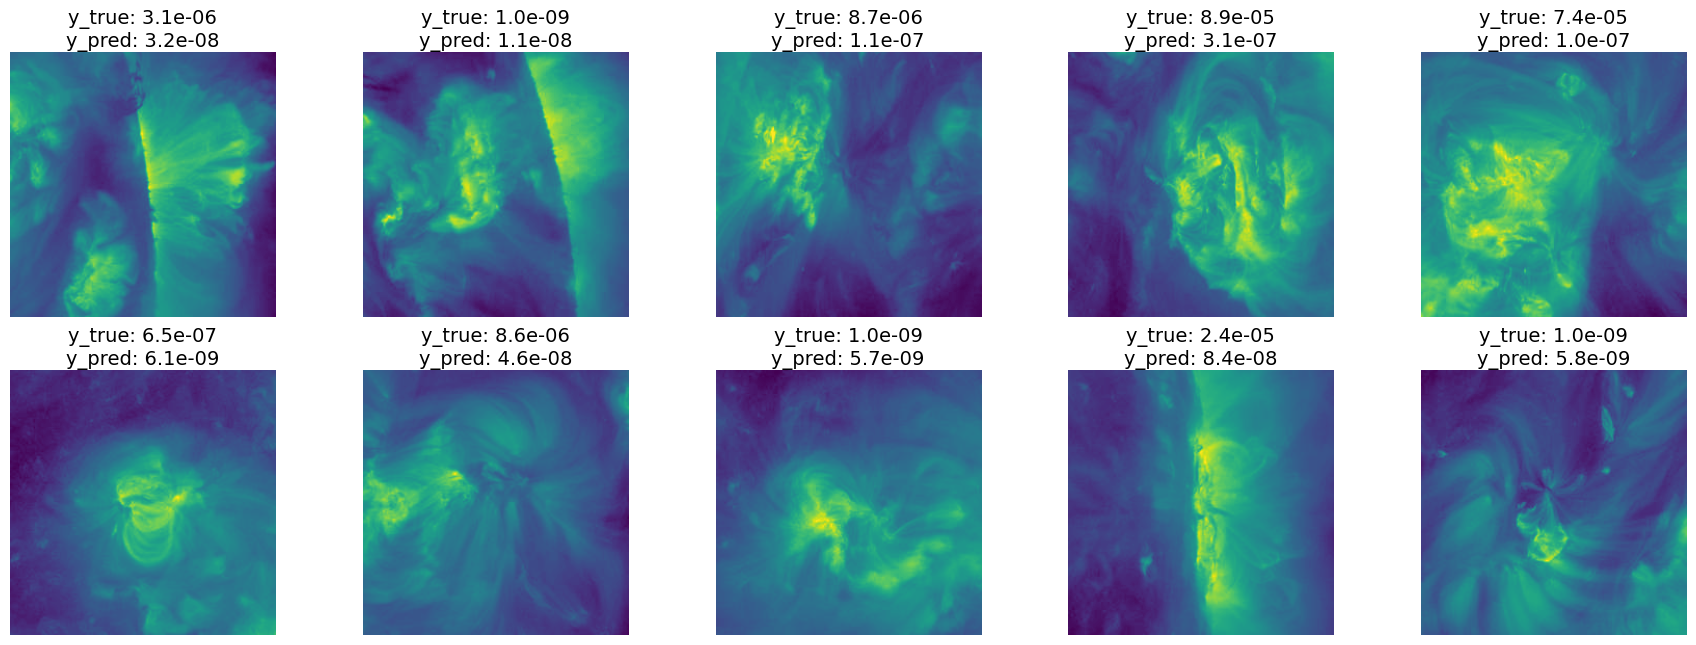 y_true: 3.1e-06
y_pred: 3.2e-08
y_true: 1.0e-09
y_pred: 1.1e-08
y_true: 8.7e-06
y_pred: 1.1e-07
y_true: 8.9e-05
y_pred: 3.1e-07
y_true: 7.4e-05
y_pred: 1.0e-07
y_true: 6.5e-07
y_pred: 6.1e-09
y_true: 8.6e-06
y_pred: 4.6e-08
y_true: 1.0e-09
y_pred: 5.7e-09
y_true: 2.4e-05
y_pred: 8.4e-08
y_true: 1.0e-09
y_pred: 5.8e-09